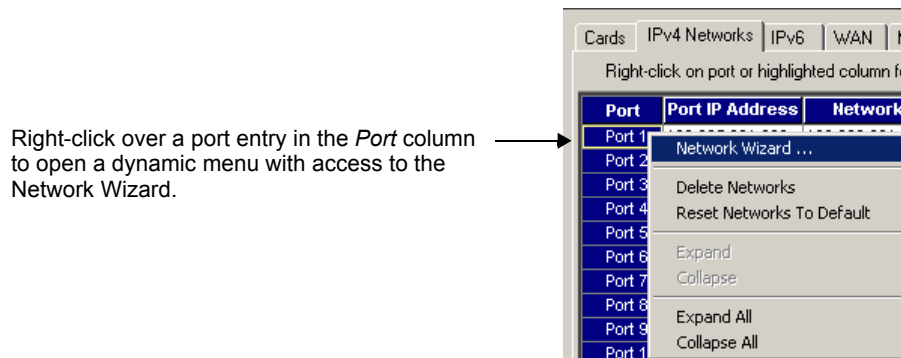 Right-click over a port entry in the Port column
to open a dynamic menu with access to the
Network Wizard.
Cards IPv4 Networks IPv6 WAN
Right-click on port or highlighted column
Port Port IP Address Network
Port 1
Port 2
Port 3
Port 4
Port 5
Port 6
Port 7
Port 8
Port 9
Port 1
Network Wizard ...
Delete Networks
Reset Networks To Default
Expand
Collapse
Expand All
Collapse All